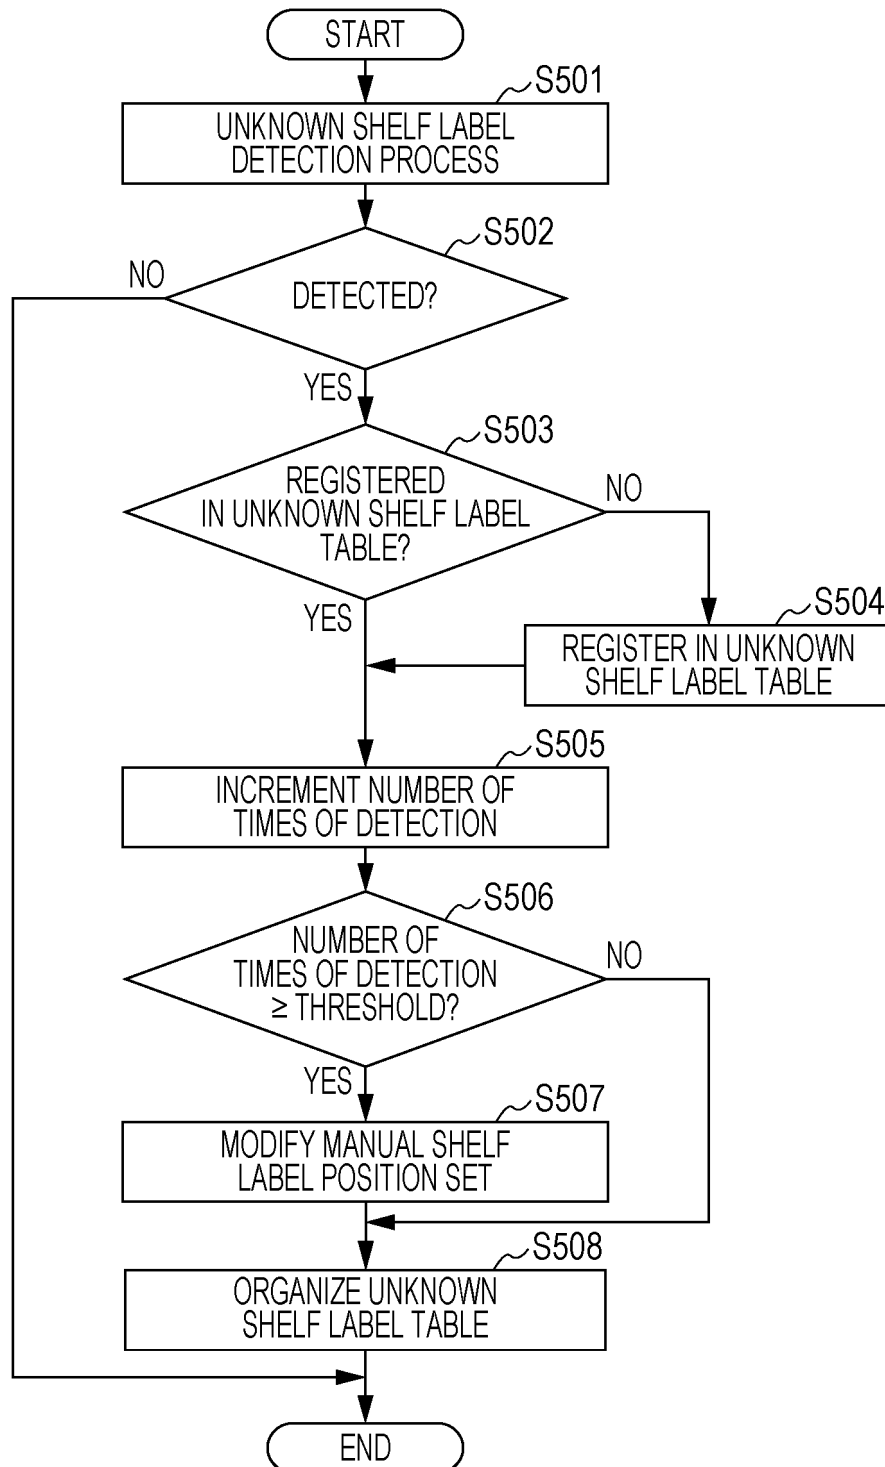 START
S501
UNKNOWN SHELF LABEL
DETECTION PROCESS
S502
NO
DETECTED?
YES
S503
REGISTERED
IN UNKNOWN SHELF LABEL
TABLE?
NO
YES
S504
REGISTER IN UNKNOWN
SHELF LABEL TABLE
S505
INCREMENT NUMBER OF
TIMES OF DETECTION
S506
NUMBER OF
TIMES OF DETECTION
≥ THRESHOLD?
NO
YES
S507
MODIFY MANUAL SHELF
LABEL POSITION SET
S508
ORGANIZE UNKNOWN
SHELF LABEL TABLE
END